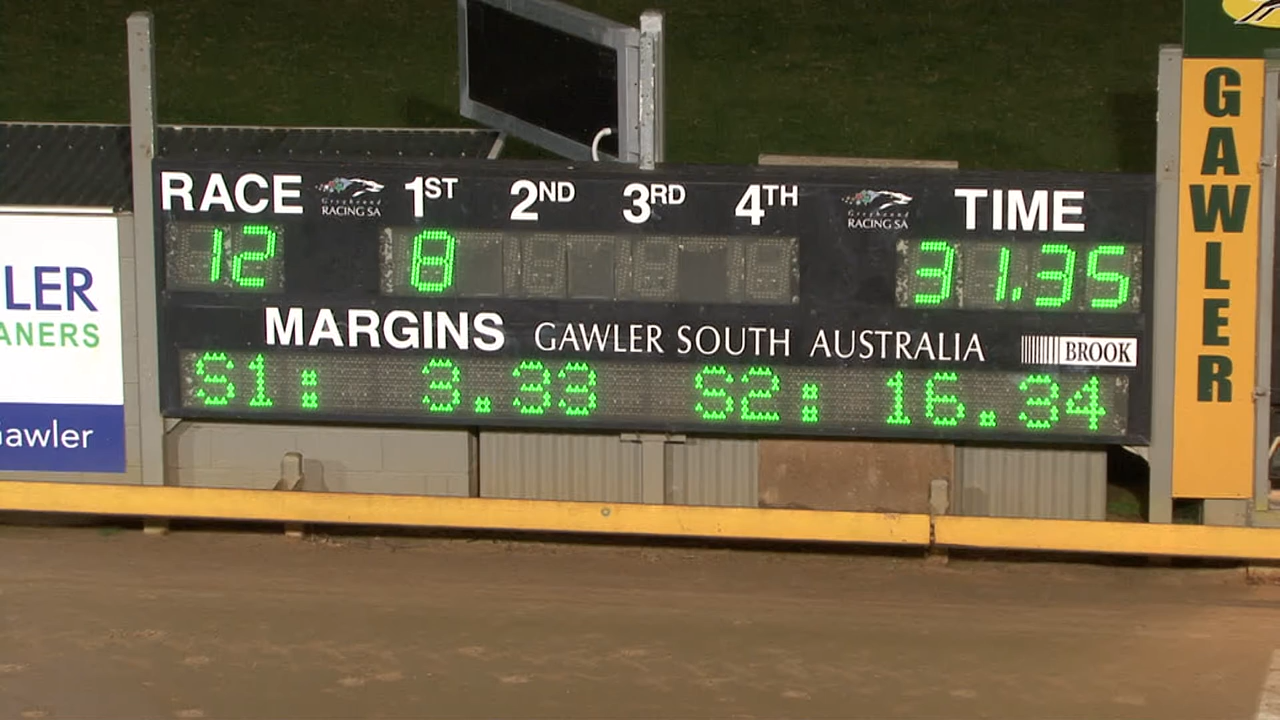 GAWLER
RACE
Greyhound
RACING SA
1ST 2ND 3RD 4TH
Greyhound
RACING SA
TIME
12 8 31.35
MARGINS GAWLER SOUTH AUSTRALIA BROOK
S1: 3.33 S2: 16.34
LER
ANERS
Gawler